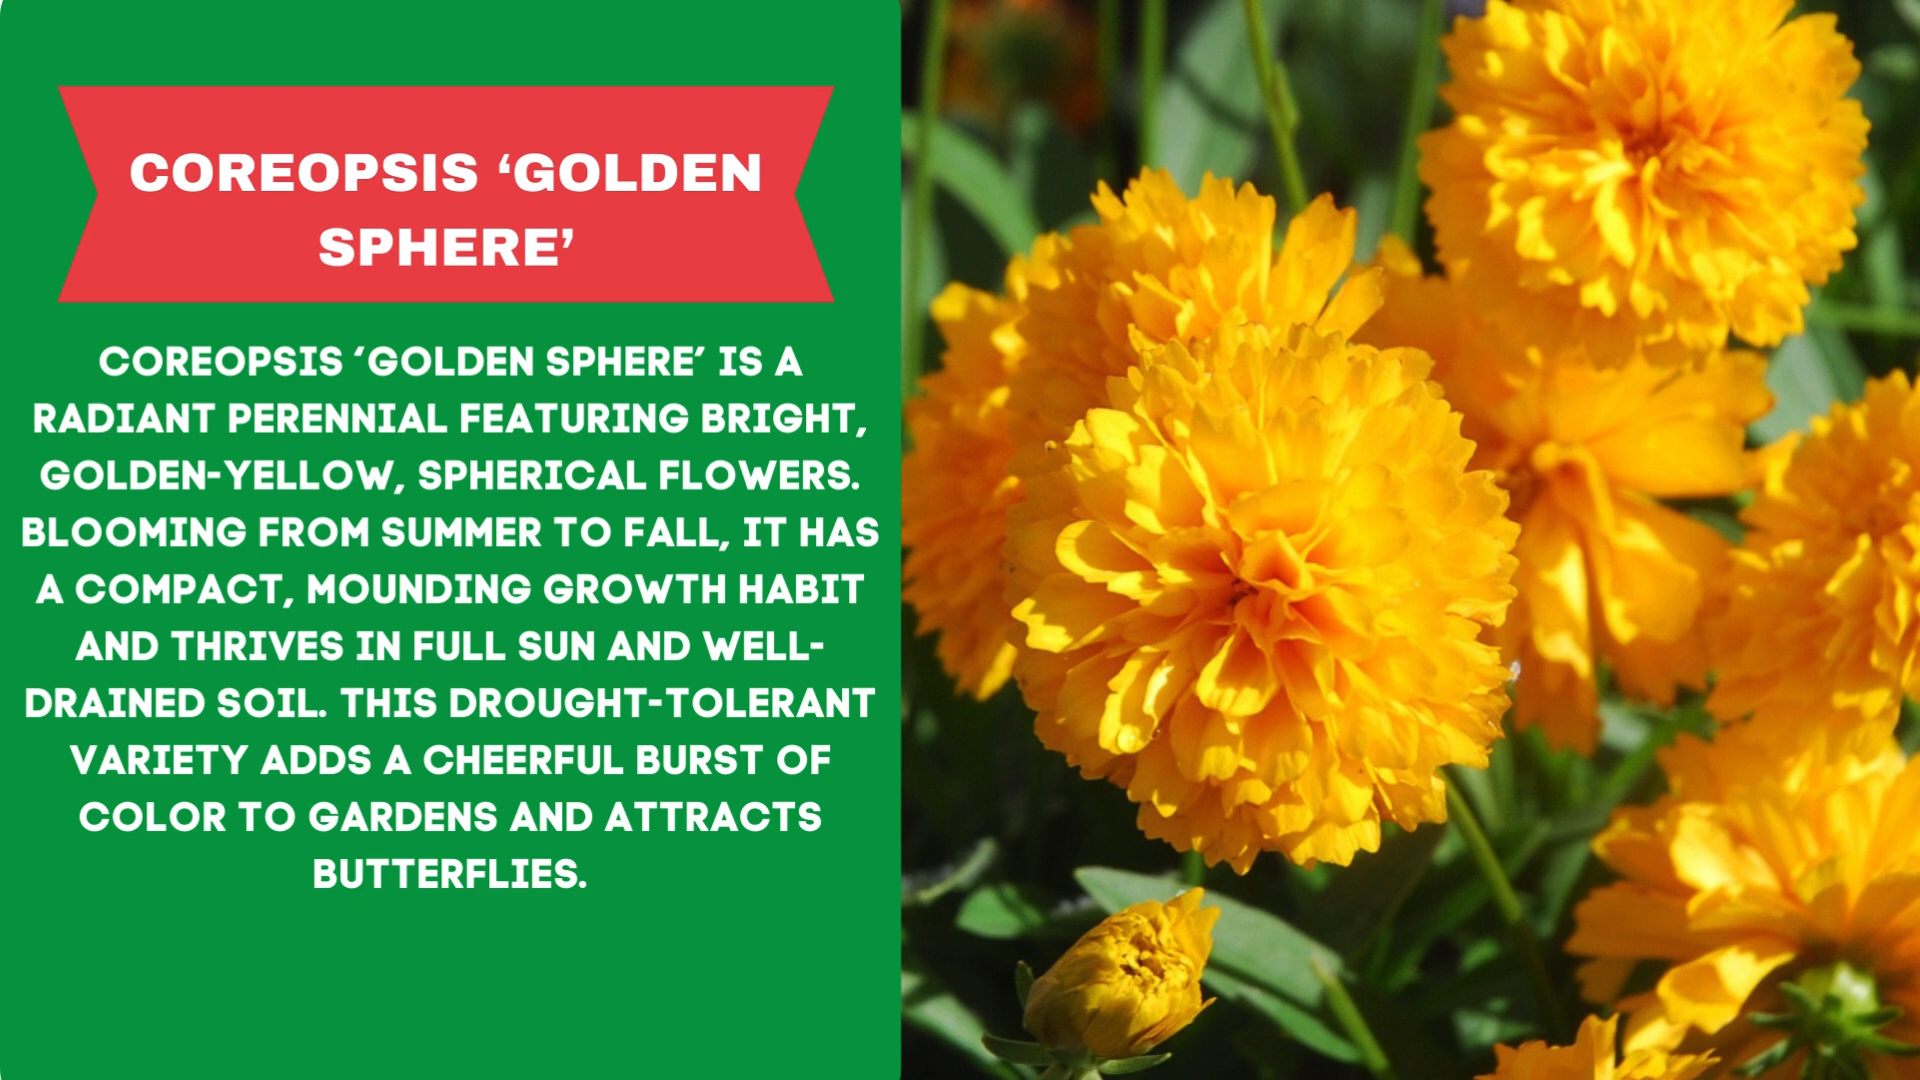 COREOPSIS ‘GOLDEN
SPHERE’
COREOPSIS ‘GOLDEN SPHERE’ IS A
RADIANT PERENNIAL FEATURING BRIGHT,
GOLDEN-YELLOW, SPHERICAL FLOWERS.
BLOOMING FROM SUMMER TO FALL, IT HAS
A COMPACT, MOUNDING GROWTH HABIT
AND THRIVES IN FULL SUN AND WELL-
DRAINED SOIL. THIS DROUGHT-TOLERANT
VARIETY ADDS A CHEERFUL BURST OF
COLOR TO GARDENS AND ATTRACTS
BUTTERFLIES.